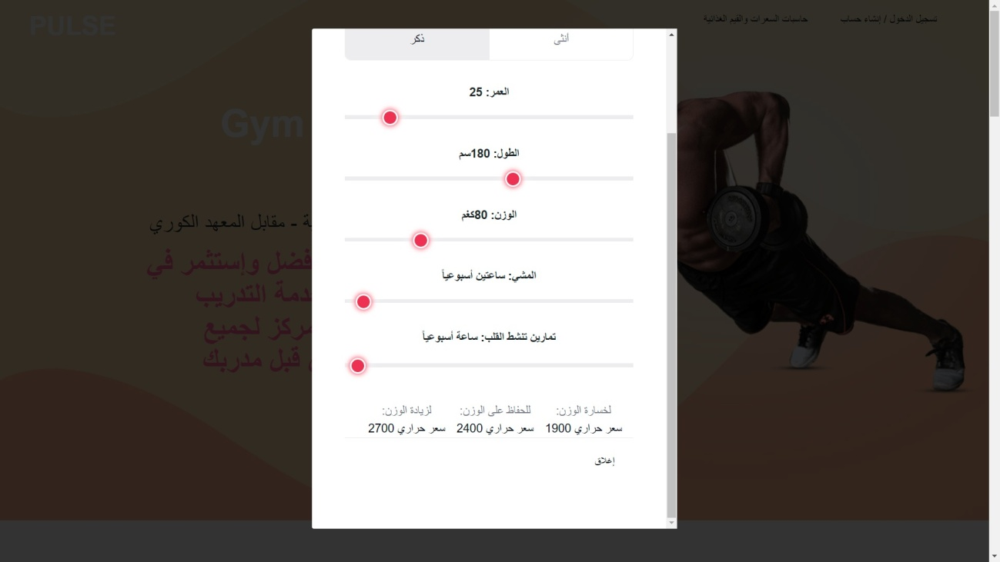 PULSE
تسجيل الدخول / إنشاء حساب
حاسبات السعرات والقيم الغذائية
Gym
ة - مقابل المعهد الكوري
فضل وإستثمر في
دمة التدريب
مركز لجميع
قبل مدربك
أنثى
ذكر
العمر: 25
الطول: 180سم
الوزن: 80كغم
المشي: ساعتين أسبوعياً
تمارين تنشط القلب: ساعة أسبوعياً
لخسارة الوزن:
للحفاظ على الوزن:
لزيادة الوزن:
سعر حراري 1900
سعر حراري 2400
سعر حراري 2700
إغلاق